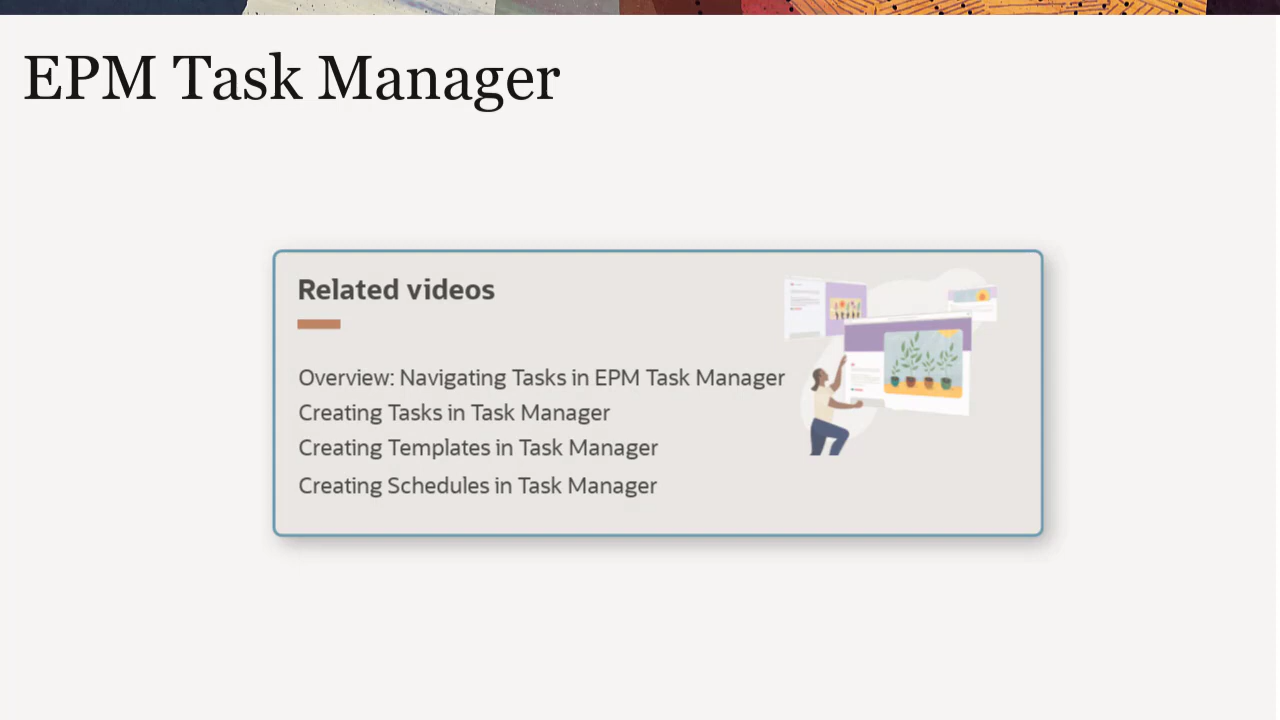 EPM Task Manager
Related videos
Overview: Navigating Tasks in EPM Task Manager
Creating Tasks in Task Manager
Creating Templates in Task Manager
Creating Schedules in Task Manager